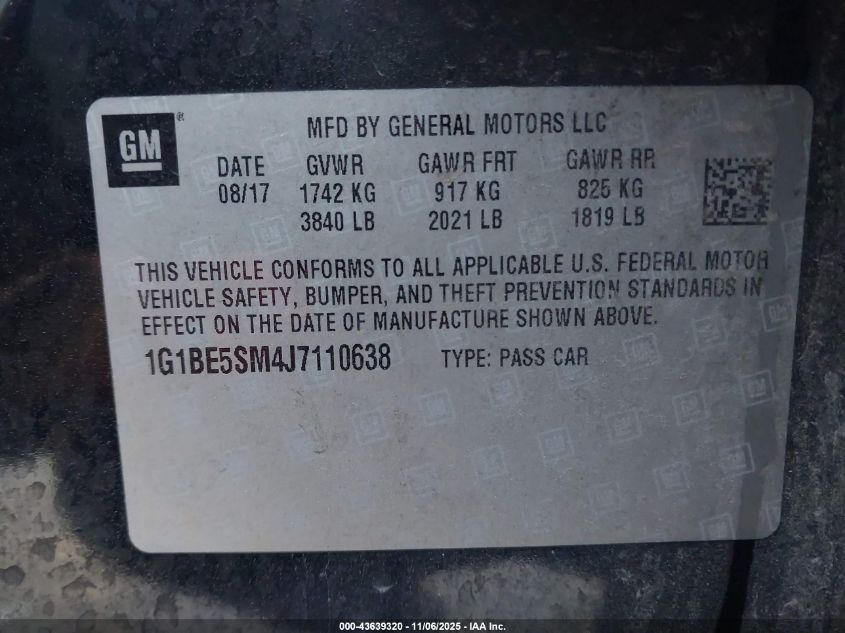 GM®
MFD BY GENERAL MOTORS LLC
DATE GVWR GAWR FRT GAWR RR
08/17 1742 KG 917 KG 825 KG
3840 LB 2021 LB 1819 LB
THIS VEHICLE CONFORMS TO ALL APPLICABLE U.S. FEDERAL MOTOR
VEHICLE SAFETY, BUMPER, AND THEFT PREVENTION STANDARDS IN
EFFECT ON THE DATE OF MANUFACTURE SHOWN ABOVE.
1G1BE5SM4J7110638 TYPE: PASS CAR
000-43639320 - 11/06/2025 - IAA Inc.